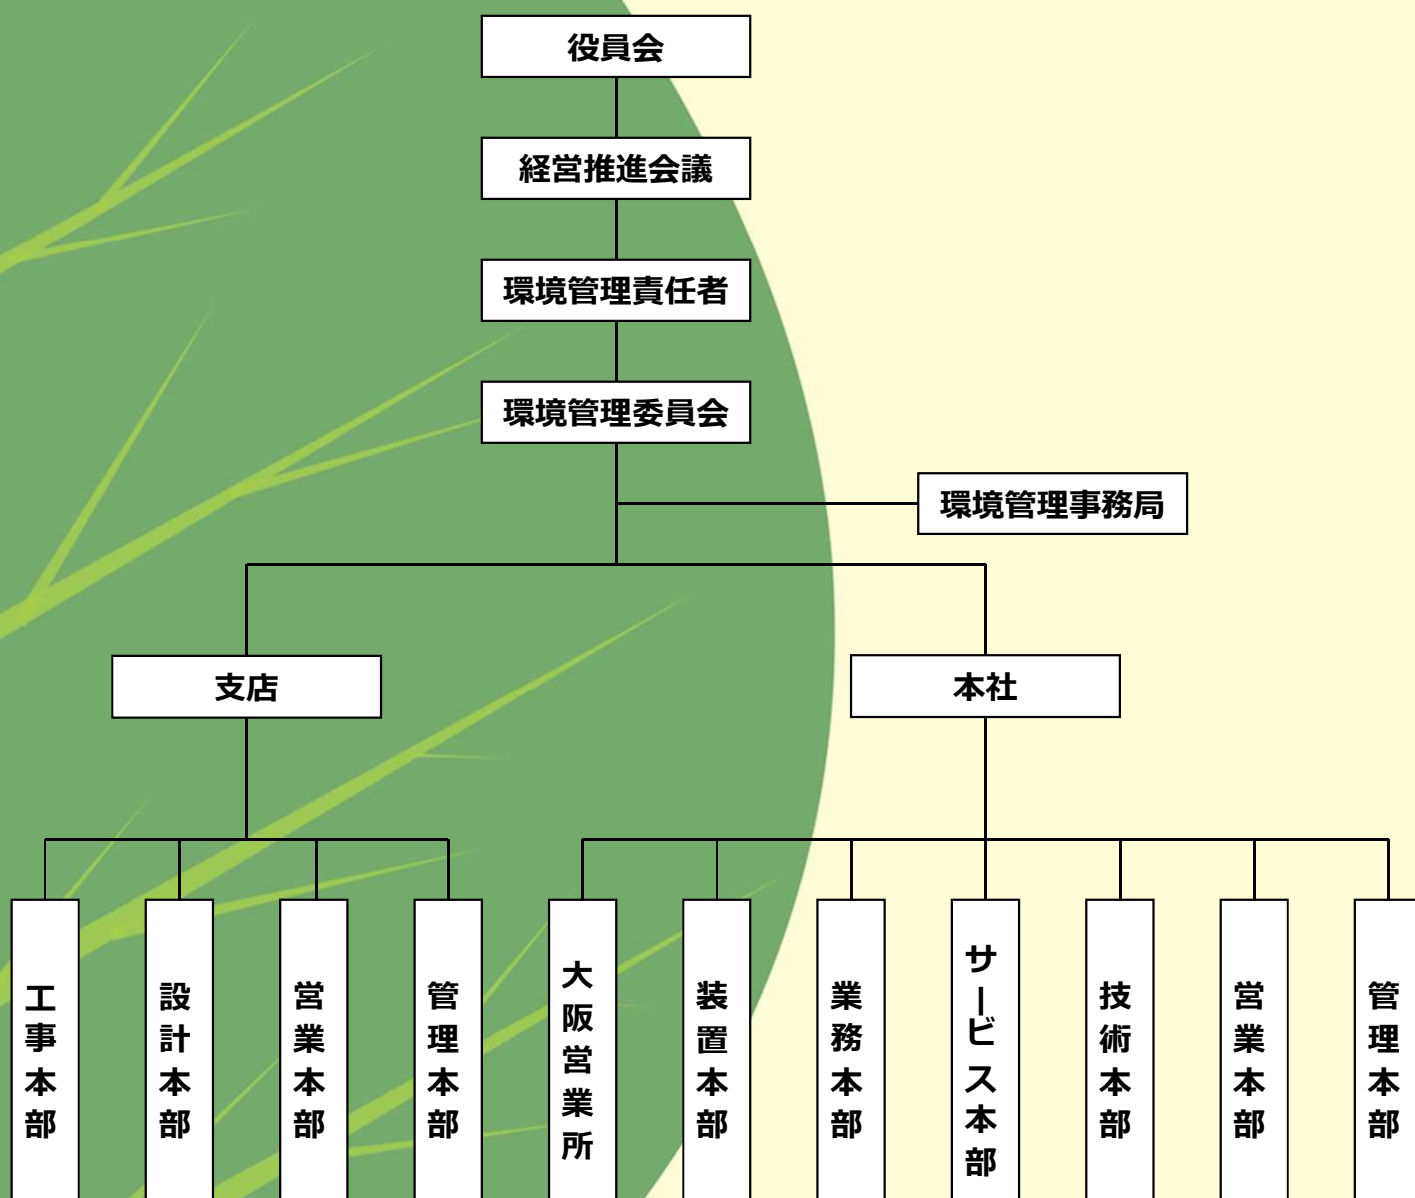 役員会
経営推進会議
環境管理責任者
環境管理委員会
環境管理事務局
支店
本社
工事本部
設計本部
営業本部
管理本部
大阪営業所
装置本部
業務本部
サービス本部
技術本部
営業本部
管理本部